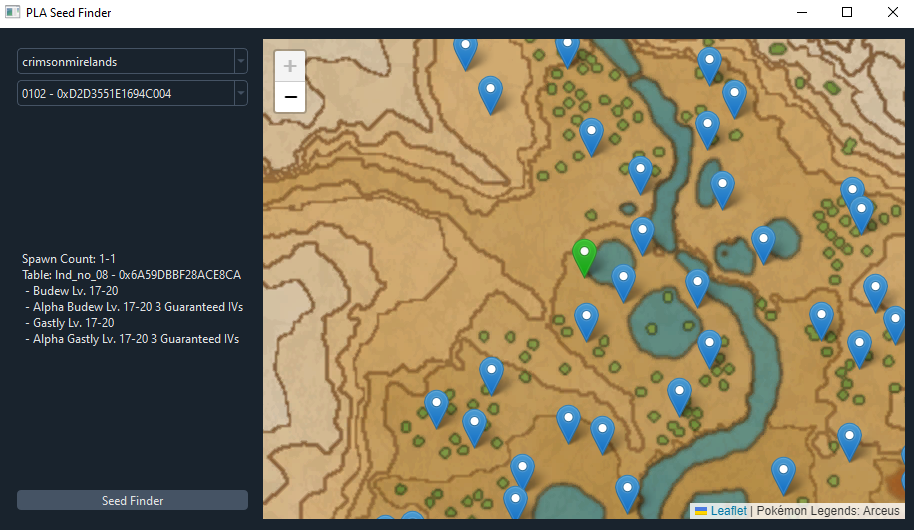 PLA Seed Finder
crimsonmirelands
0102 - 0xD2D3551E1694C004
+
−
Spawn Count: 1-1
Table: lnd_no_08 - 0x6A59DBBF28ACE8CA
- Budew Lv. 17-20
- Alpha Budew Lv. 17-20 3 Guaranteed IVs
- Gastly Lv. 17-20
- Alpha Gastly Lv. 17-20 3 Guaranteed IVs
Seed Finder
Leaflet | Pokémon Legends: Arceus